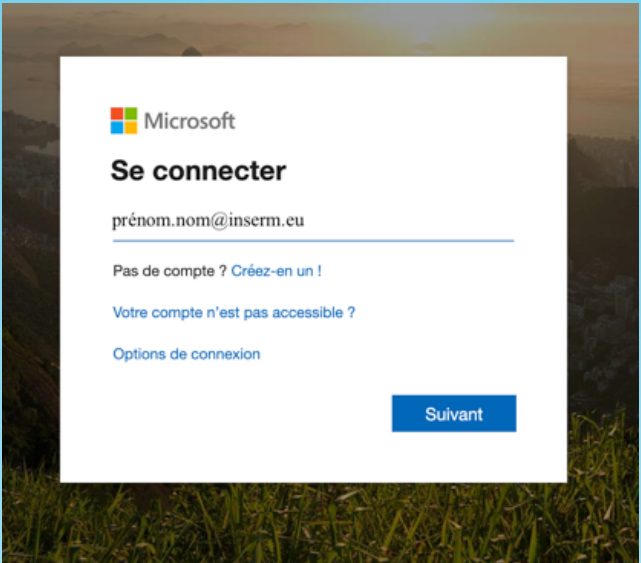 Microsoft
Se connecter
prénom.nom@inserm.eu
Pas de compte ? Créez-en un !
Votre compte n'est pas accessible ?
Options de connexion
Suivant